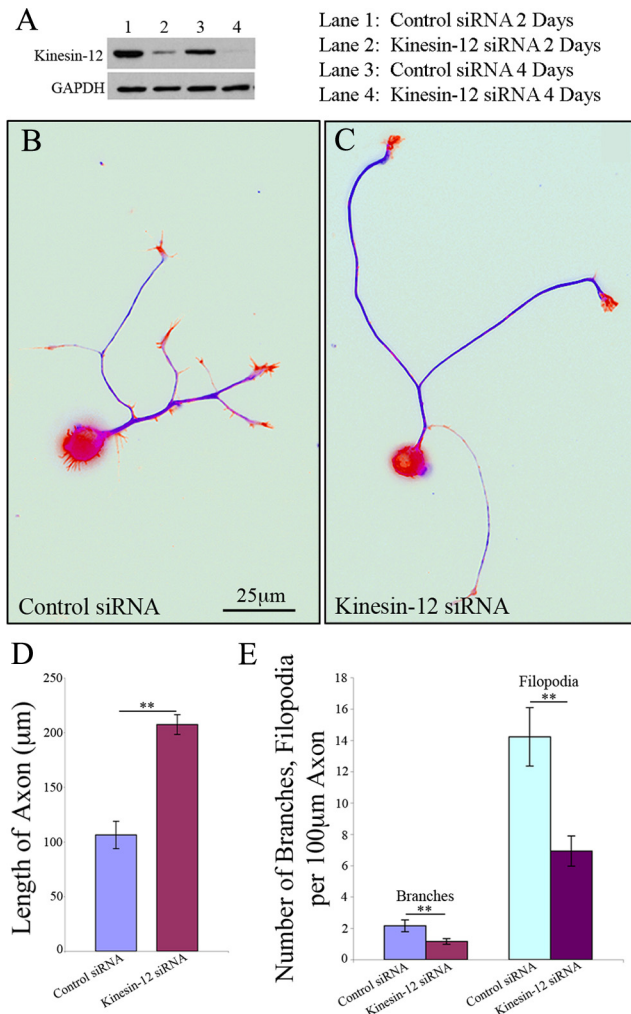 A
1 2 3 4
Kinesin-12
GAPDH
Lane 1: Control siRNA 2 Days
Lane 2: Kinesin-12 siRNA 2 Days
Lane 3: Control siRNA 4 Days
Lane 4: Kinesin-12 siRNA 4 Days
B
Control siRNA
25μm
C
Kinesin-12 siRNA
D
Length of Axon (μm)
250
200
150
100
50
0
**
Control siRNA
Kinesin-12 siRNA
E
Number of Branches, Filopodia
per 100μm Axon
18
16
14
12
10
8
6
4
2
0
Branches
**
Filopodia
**
Control siRNA
Kinesin-12 siRNA
Control siRNA
Kinesin-12 siRNA